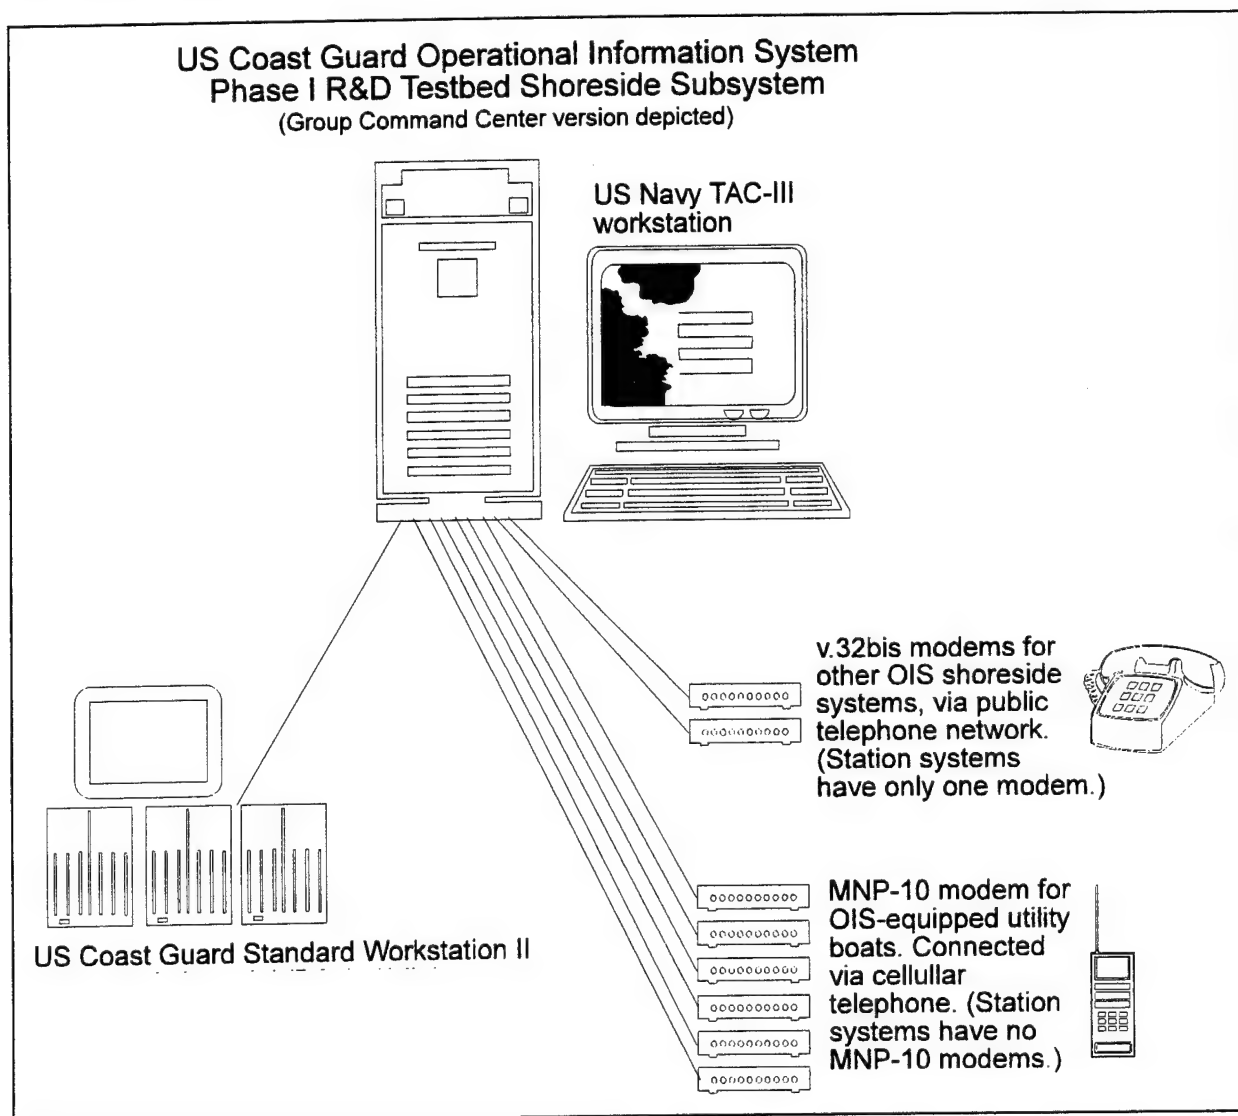 US Coast Guard Operational Information System
Phase I R&D Testbed Shoreside Subsystem
(Group Command Center version depicted)
US Navy TAC-III
workstation
v.32bis modems for
other OIS shoreside
systems, via public
telephone network.
(Station systems
have only one modem.)
MNP-10 modem for
OIS-equipped utility
boats. Connected
via cellullar
telephone. (Station
systems have no
MNP-10 modems.)
US Coast Guard Standard Workstation II